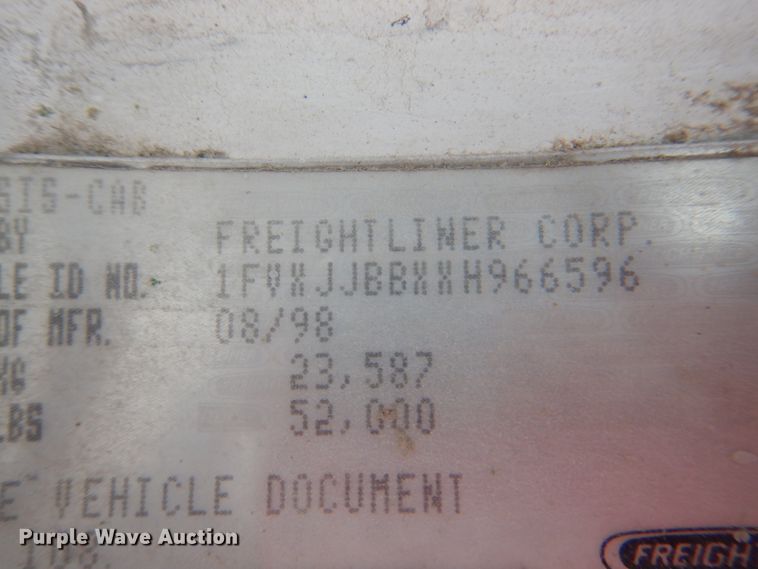 SIS-CAB
BY FREIGHTLINER CORP.
LE ID NO. 1FVXJJBBXXH966596
OF MFR. 08/98
KG 23,587
LBS 52,000
E VEHICLE DOCUMENT
Purple Wave Auction®
FREIGH